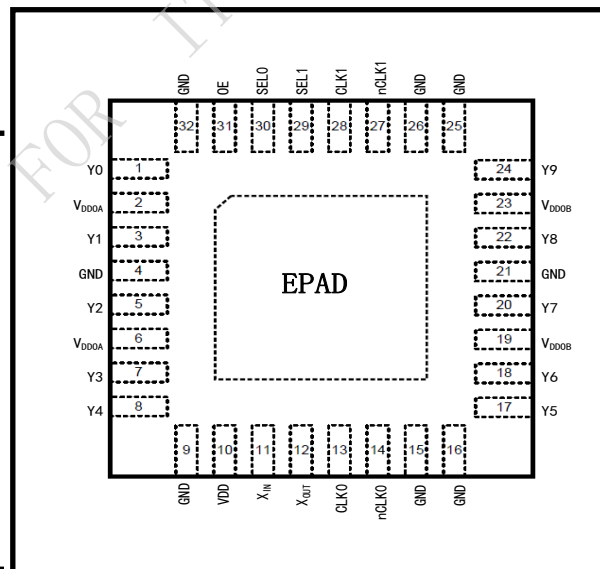 FOR IT
GND OE SEL0 SEL1 CLK1 nCLK1 GND GND
32 31 30 29 28 27 26 25
Y0 1 24 Y9
VDDOA 2 23 VDDOB
Y1 3 22 Y8
GND 4 21 GND
EPAD
Y2 5 20 Y7
VDDOA 6 19 VDDOB
Y3 7 18 Y6
Y4 8 17 Y5
9 10 11 12 13 14 15 16
GND VDD XIN XOUT CLK0 nCLK0 GND GND